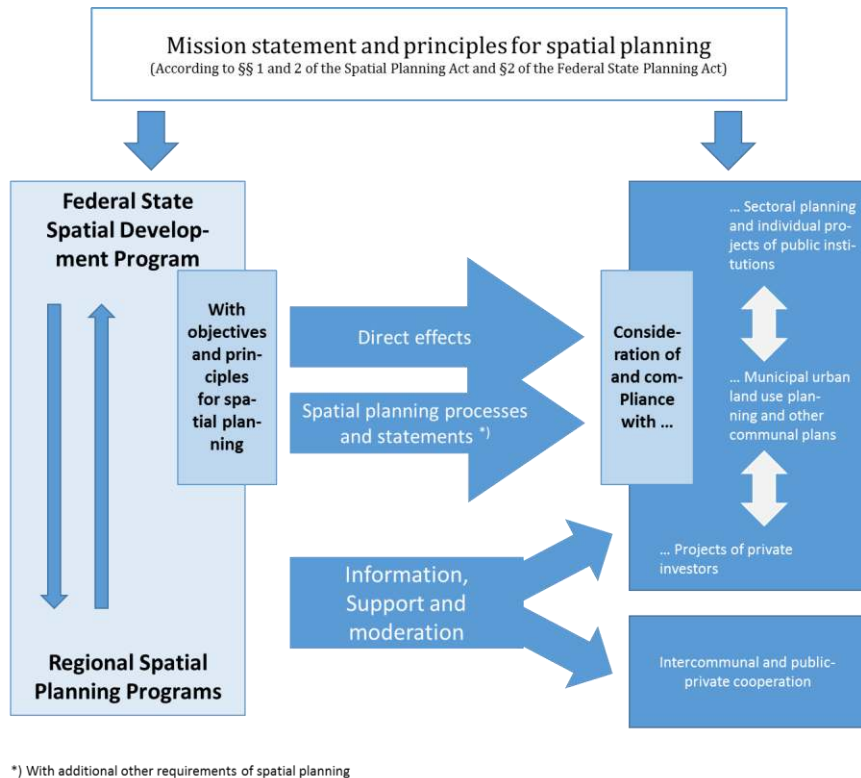 Mission statement and principles for spatial planning
(According to §§ 1 and 2 of the Spatial Planning Act and §2 of the Federal State Planning Act)
Federal State
Spatial Develop-
ment Program
With
objectives
and prin-
ciples
for spa-
tial plan-
ning
Regional Spatial
Planning Programs
Direct effects
Spatial planning processes
and statements *)
Information,
Support and
moderation
Conside-
ration of
and com-
Pliance
with ...
... Sectoral planning
and individual pro-
jects of public insti-
tutions
... Municipal urban
land use plan-
ning and other
communal plans
... Projects of private
investors
Intercommunal and public-
private cooperation
*) With additional other requirements of spatial planning